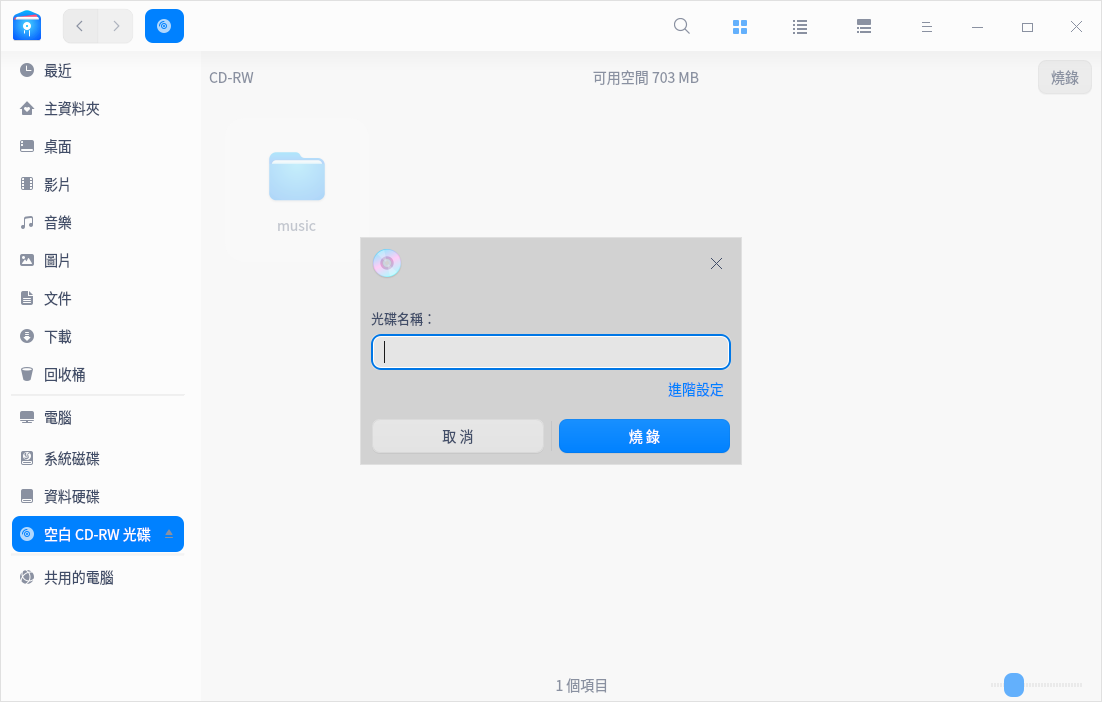 最近
主資料夾
桌面
影片
音樂
圖片
文件
下載
回收桶
電腦
系統磁碟
資料硬碟
空白 CD-RW 光碟
共用的電腦
CD-RW
可用空間 703 MB
燒錄
music
光碟名稱：
進階設定
取 消
燒 錄
1 個項目